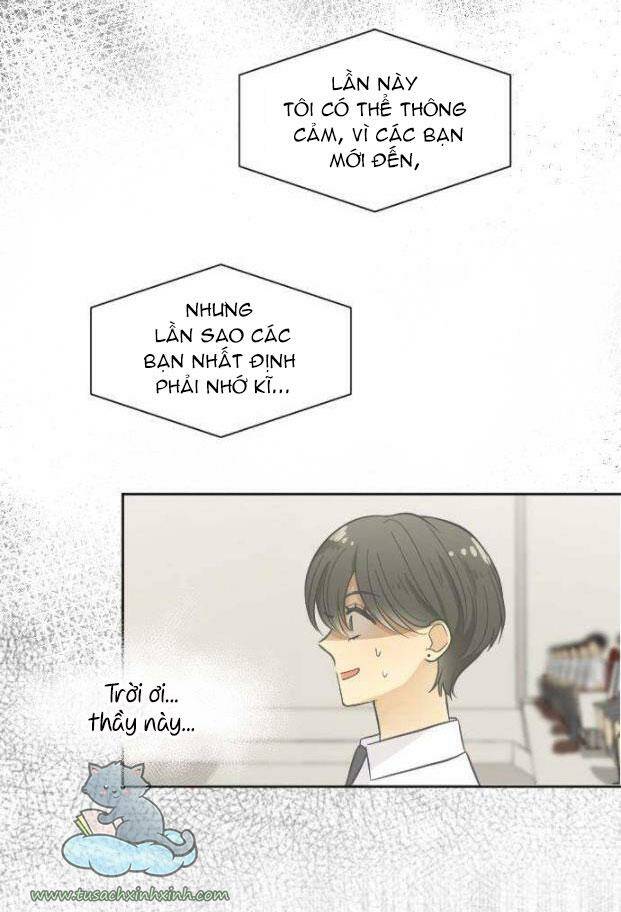 LẦN NÀY
TÔI CÓ THỂ THÔNG
CẢM, VÌ CÁC BẠN
MỚI ĐẾN,
NHƯNG
LẦN SAO CÁC
BẠN NHẤT ĐỊNH
PHẢI NHỚ KĨ...
Trời ơi...
thầy này...
www.tusachxinhxinh.com